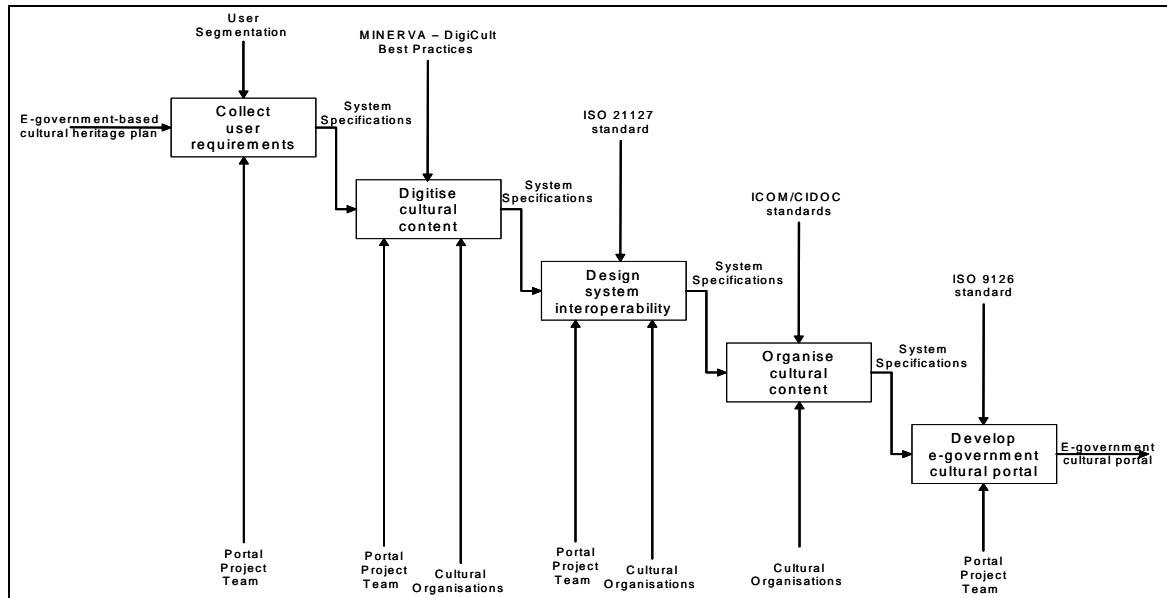 User
Segmentation
MINERVA – DigiCult
Best Practices
E-government-based
cultural heritage plan
Collect
user
requirements
System
Specifications
ISO 21127
standard
Digitise
cultural
content
System
Specifications
ICOM/CIDOC
standards
Design
system
interoperability
System
Specifications
ISO 9126
standard
Organise
cultural
content
System
Specifications
Develop
e-government
cultural portal
E-government
cultural portal
Portal
Project
Team
Portal
Project
Team
Cultural
Organisations
Portal
Project
Team
Cultural
Organisations
Cultural
Organisations
Portal
Project
Team